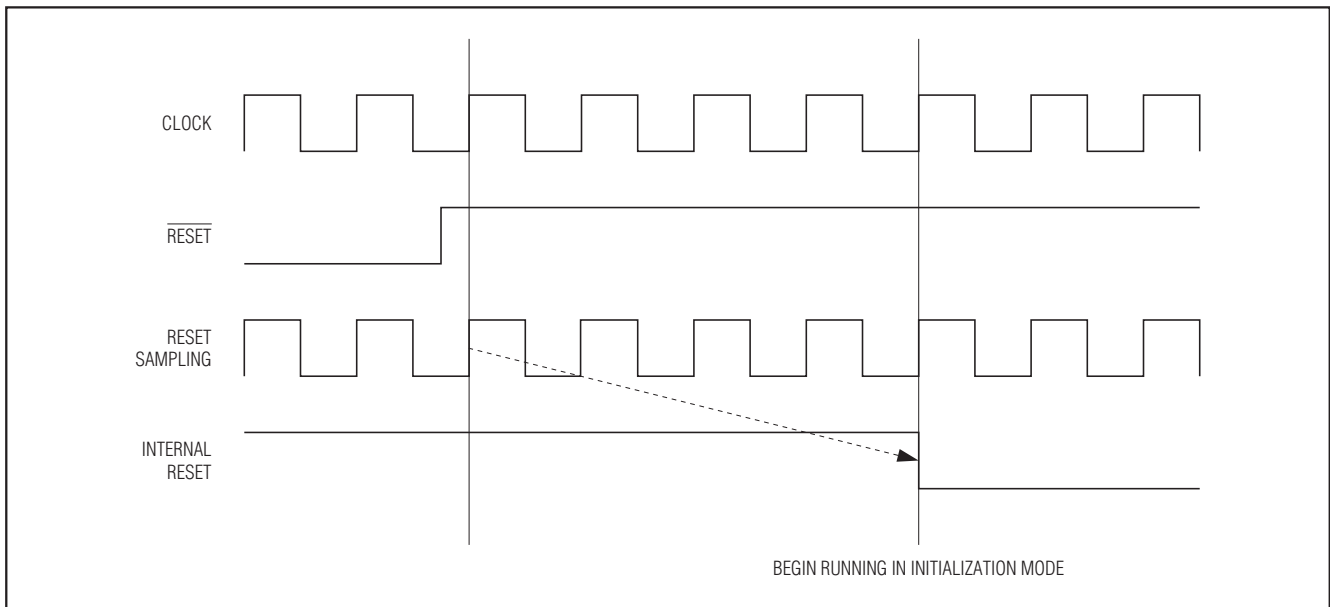 CLOCK
RESET
RESET
SAMPLING
INTERNAL
RESET
BEGIN RUNNING IN INITIALIZATION MODE